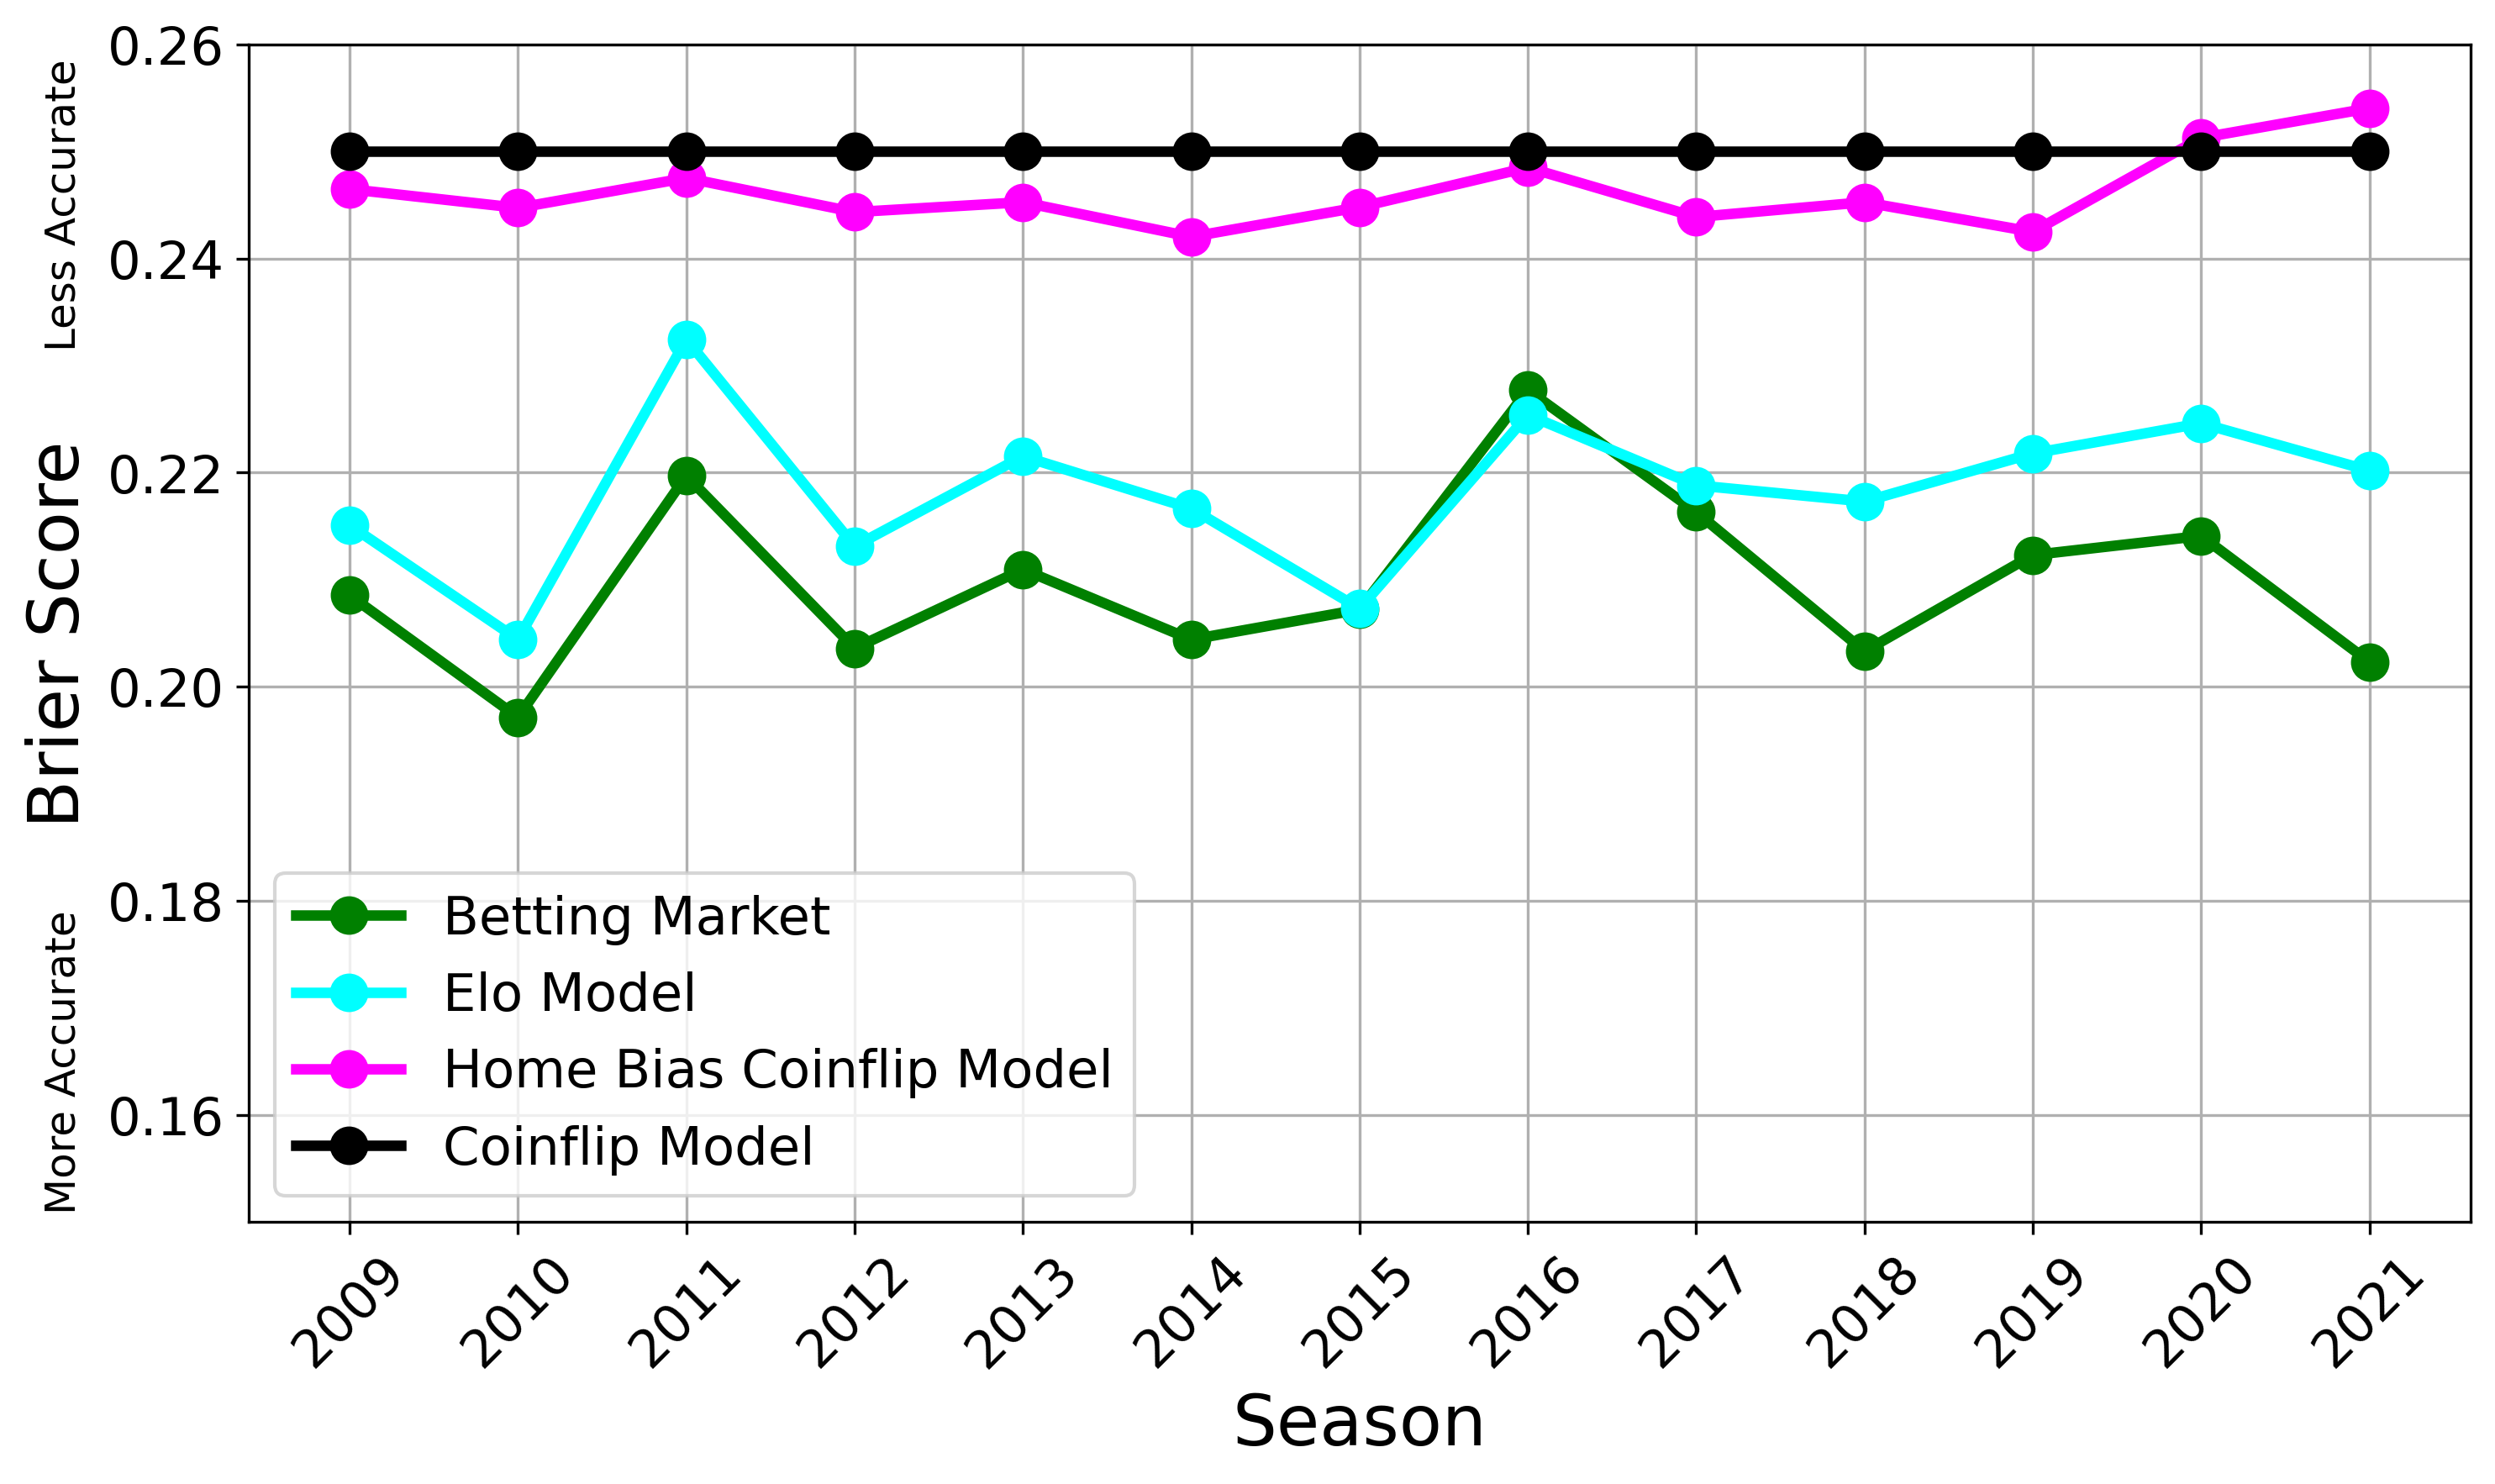 Less Accurate
Brier Score
More Accurate
0.26
0.24
0.22
0.20
0.18
0.16
Betting Market
Elo Model
Home Bias Coinflip Model
Coinflip Model
2009
2010
2011
2012
2013
2014
2015
2016
2017
2018
2019
2020
2021
Season